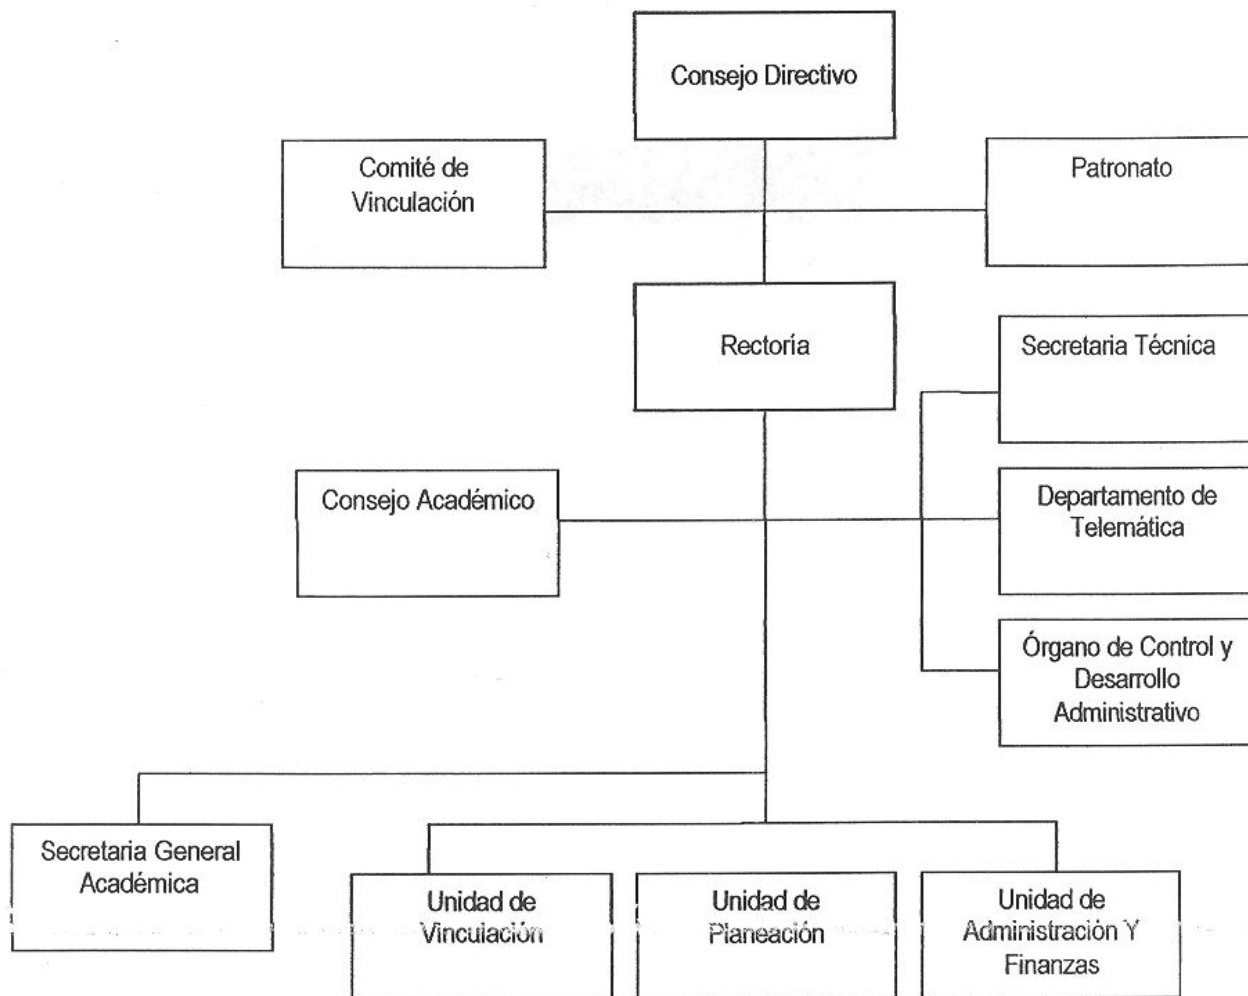 Consejo Directivo
Comité de
Vinculación
Patronato
Rectoría
Secretaria Técnica
Consejo Académico
Departamento de
Telemática
Órgano de Control y
Desarrollo
Administrativo
Secretaria General
Académica
Unidad de
Vinculación
Unidad de
Planeación
Unidad de
Administración Y
Finanzas